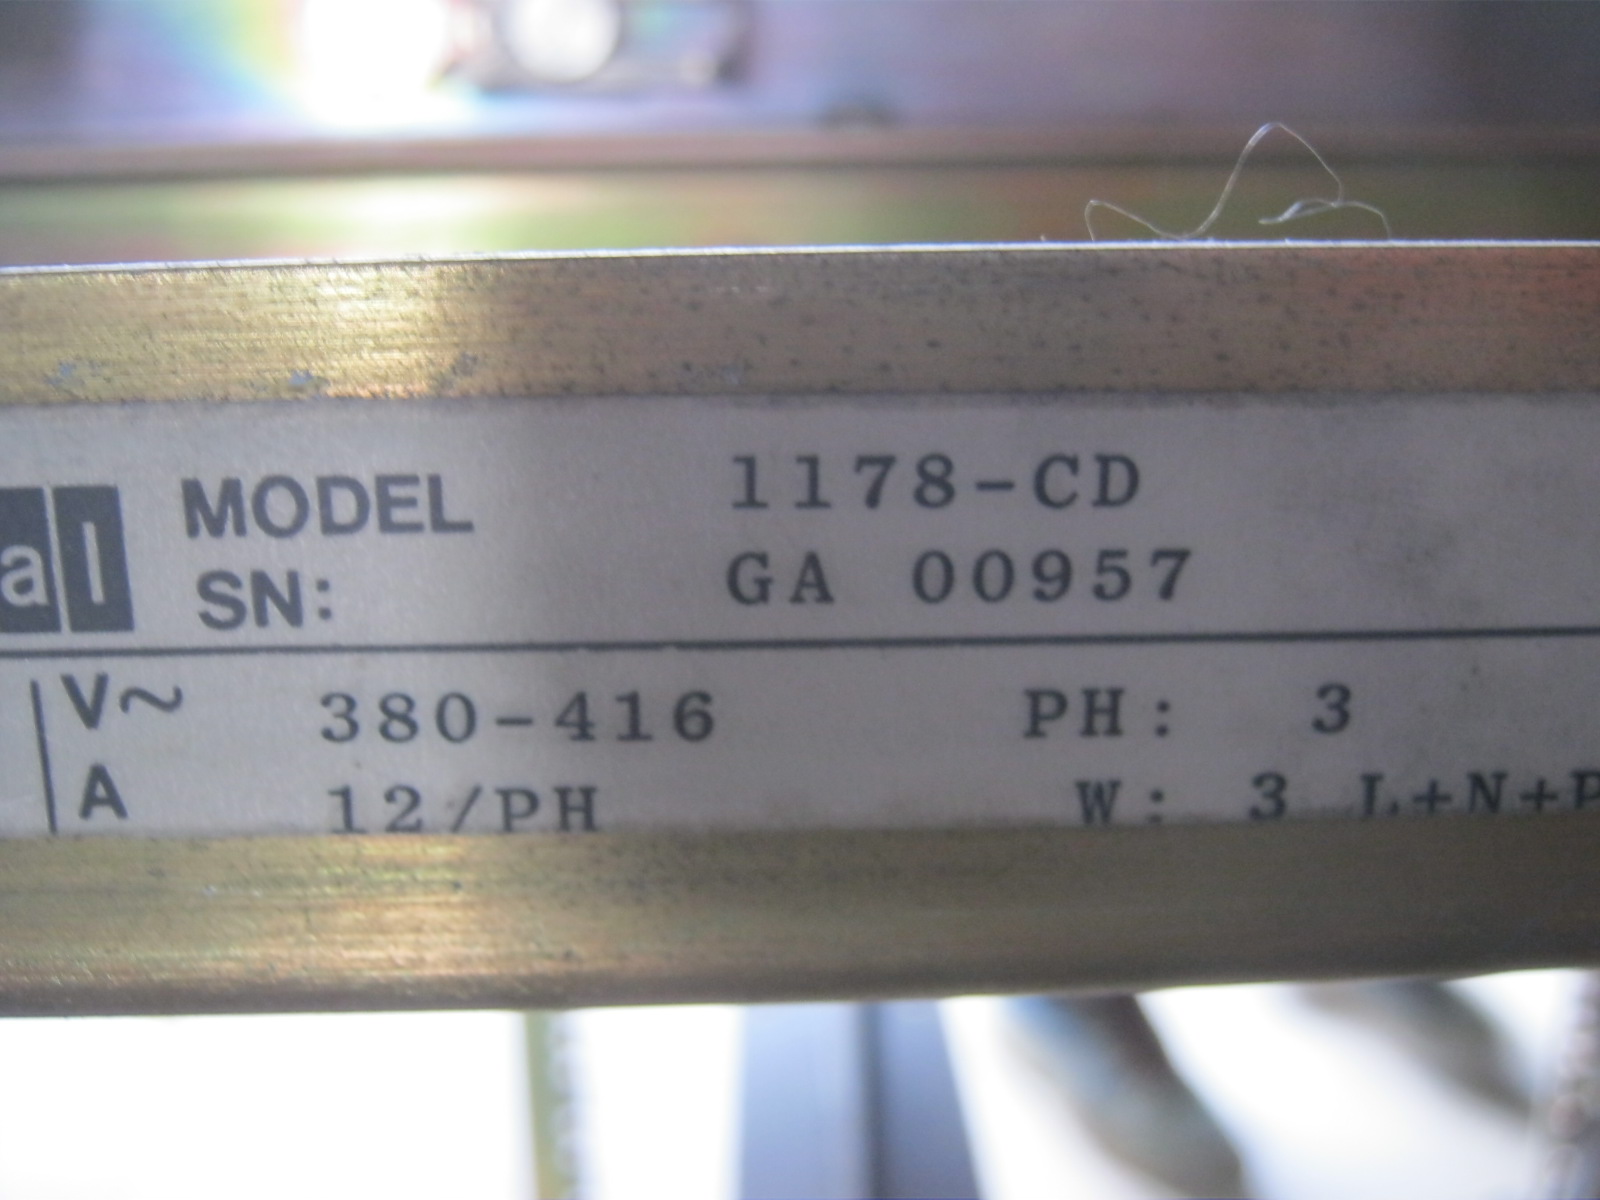 al MODEL 1178-CD
SN: GA 00957
V~ 380-416 PH: 3
A 12/PH W: 3 L+N+P